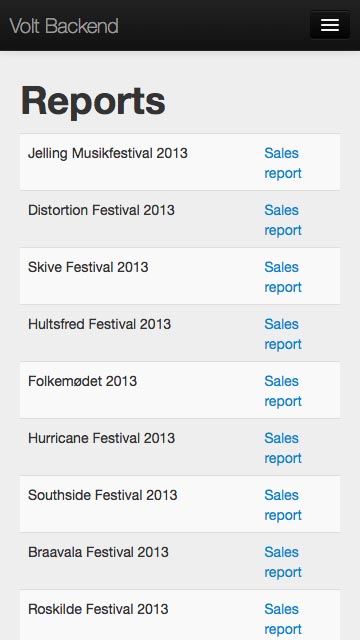 Volt Backend
Reports
Jelling Musikfestival 2013 Sales
report
Distortion Festival 2013 Sales
report
Skive Festival 2013 Sales
report
Hultsfred Festival 2013 Sales
report
Folkemødet 2013 Sales
report
Hurricane Festival 2013 Sales
report
Southside Festival 2013 Sales
report
Braavala Festival 2013 Sales
report
Roskilde Festival 2013 Sales
report